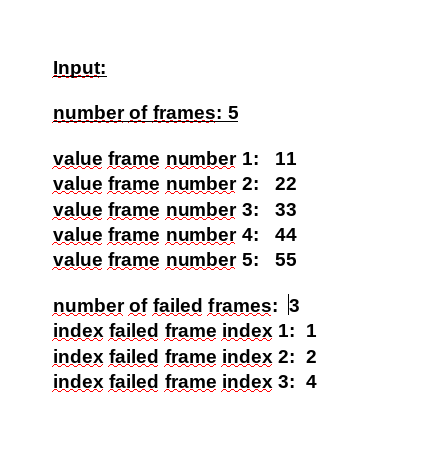 Input:
number of frames: 5
value frame number 1: 11
value frame number 2: 22
value frame number 3: 33
value frame number 4: 44
value frame number 5: 55
number of failed frames: 3
index failed frame index 1: 1
index failed frame index 2: 2
index failed frame index 3: 4